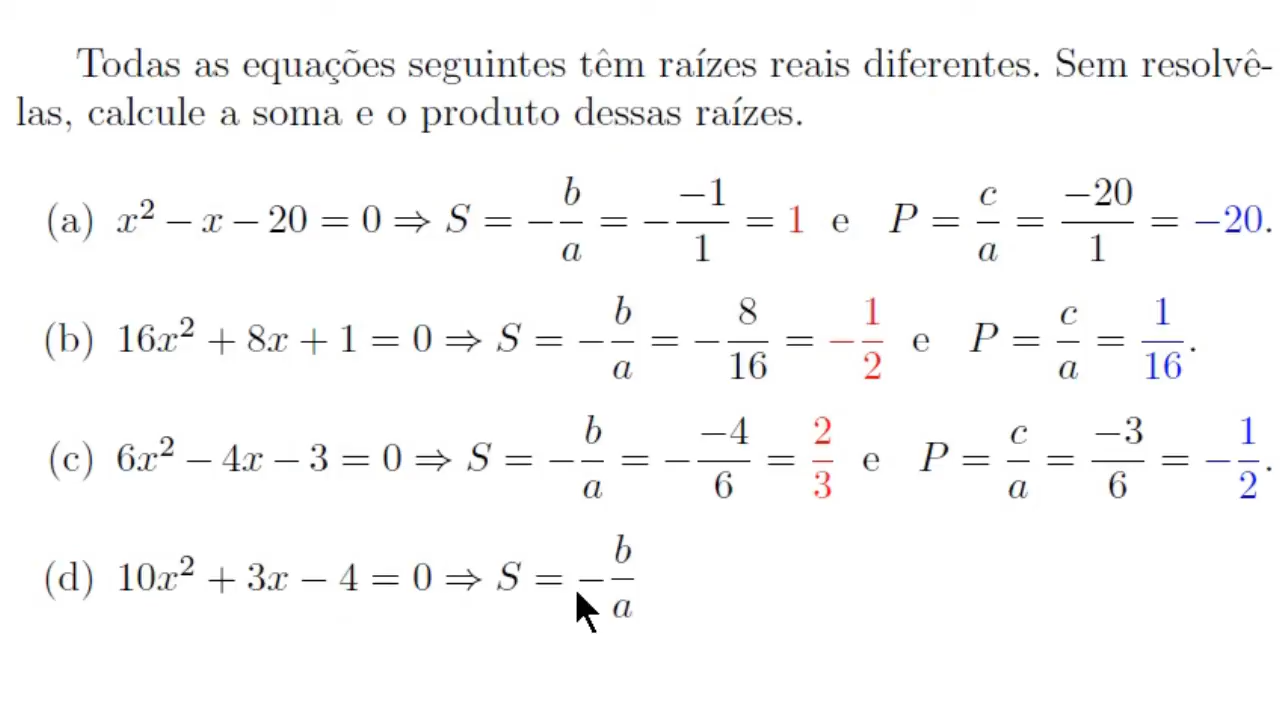 Todas as equações seguintes têm raízes reais diferentes. Sem resolvê-
las, calcule a soma e o produto dessas raízes.
(a) x² − x − 20 = 0 ⇒ S = −b/a = −(−1)/1 = 1 e P = c/a = −20/1 = −20.
(b) 16x² + 8x + 1 = 0 ⇒ S = −b/a = −8/16 = −1/2 e P = c/a = 1/16.
(c) 6x² − 4x − 3 = 0 ⇒ S = −b/a = −(−4)/6 = 2/3 e P = c/a = −3/6 = −1/2.
(d) 10x² + 3x − 4 = 0 ⇒ S = −b/a